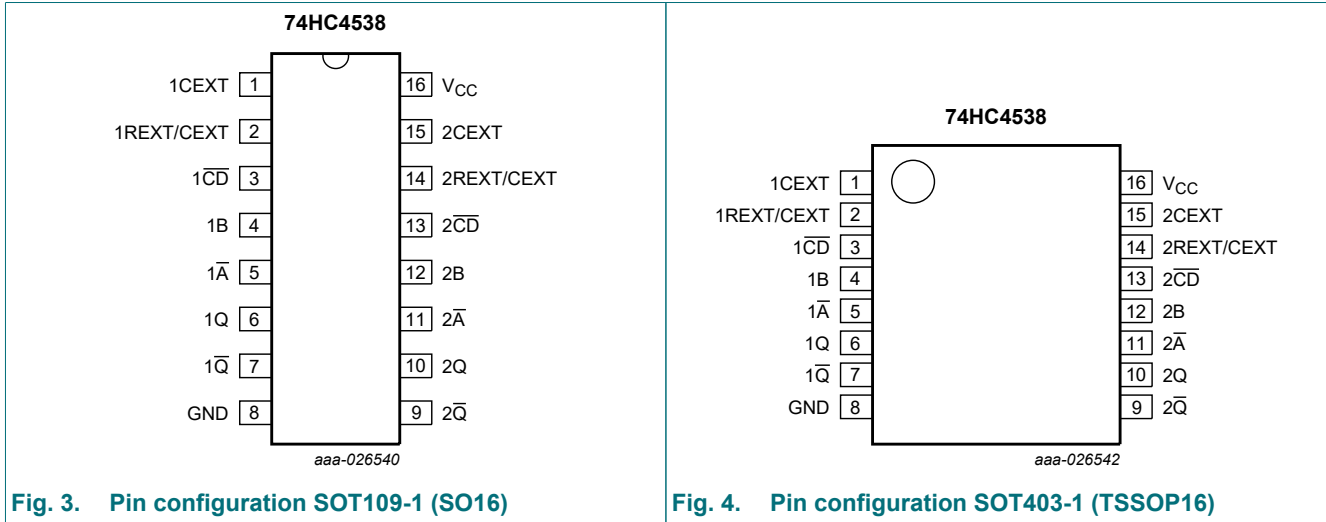 74HC4538
1CEXT 1 16 VCC
1REXT/CEXT 2 15 2CEXT
1C̅D̅ 3 14 2REXT/CEXT
1B 4 13 2C̅D̅
1A̅ 5 12 2B
1Q 6 11 2A̅
1Q̅ 7 10 2Q
GND 8 9 2Q̅
aaa-026540
Fig. 3. Pin configuration SOT109-1 (SO16)
74HC4538
1CEXT 1 16 VCC
1REXT/CEXT 2 15 2CEXT
1C̅D̅ 3 14 2REXT/CEXT
1B 4 13 2C̅D̅
1A̅ 5 12 2B
1Q 6 11 2A̅
1Q̅ 7 10 2Q
GND 8 9 2Q̅
aaa-026542
Fig. 4. Pin configuration SOT403-1 (TSSOP16)